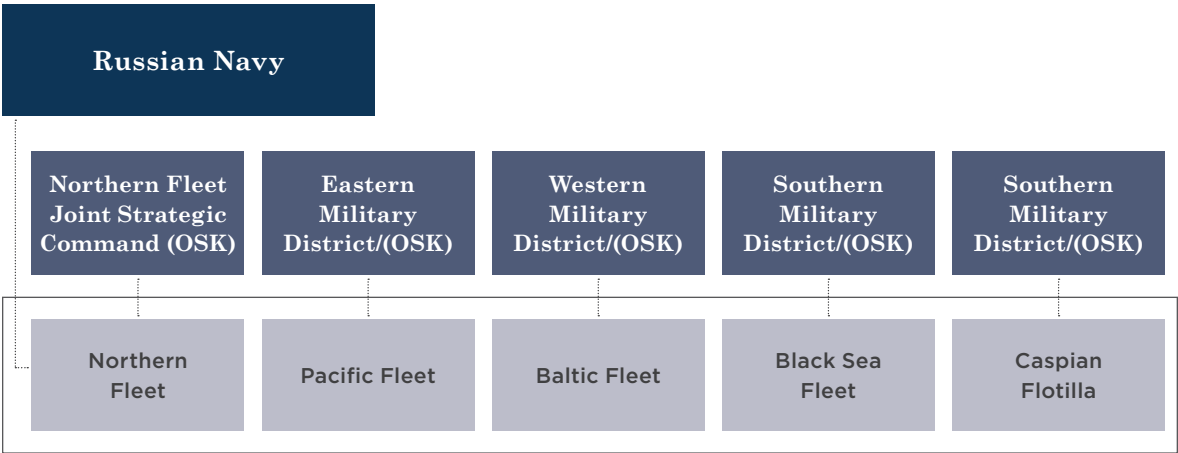 Russian Navy
Northern Fleet
Joint Strategic
Command (OSK)
Eastern
Military
District/(OSK)
Western
Military
District/(OSK)
Southern
Military
District/(OSK)
Southern
Military
District/(OSK)
Northern
Fleet
Pacific Fleet
Baltic Fleet
Black Sea
Fleet
Caspian
Flotilla